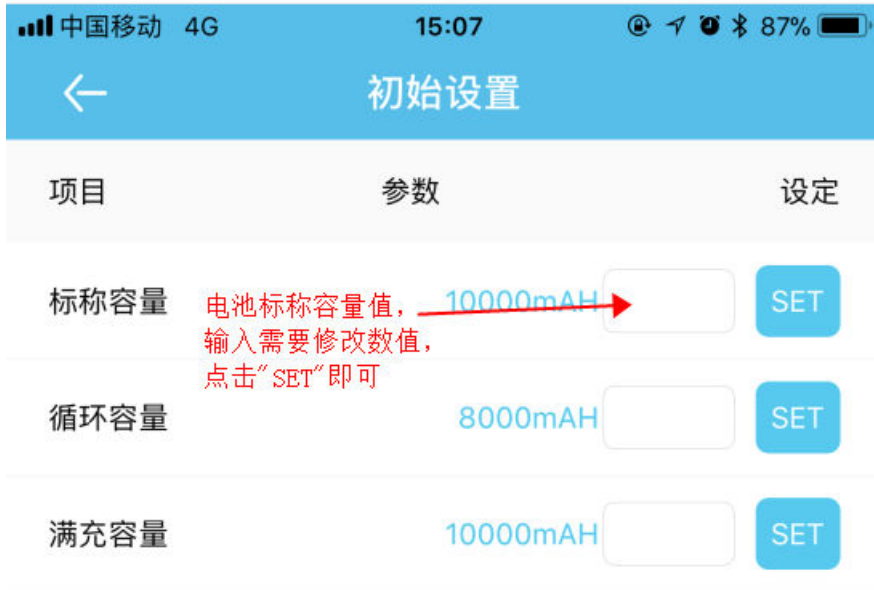 中国移动 4G 15:07 87%
初始设置
项目 参数 设定
标称容量 10000mAH SET
电池标称容量值，
输入需要修改数值，
点击"SET"即可
循环容量 8000mAH SET
满充容量 10000mAH SET